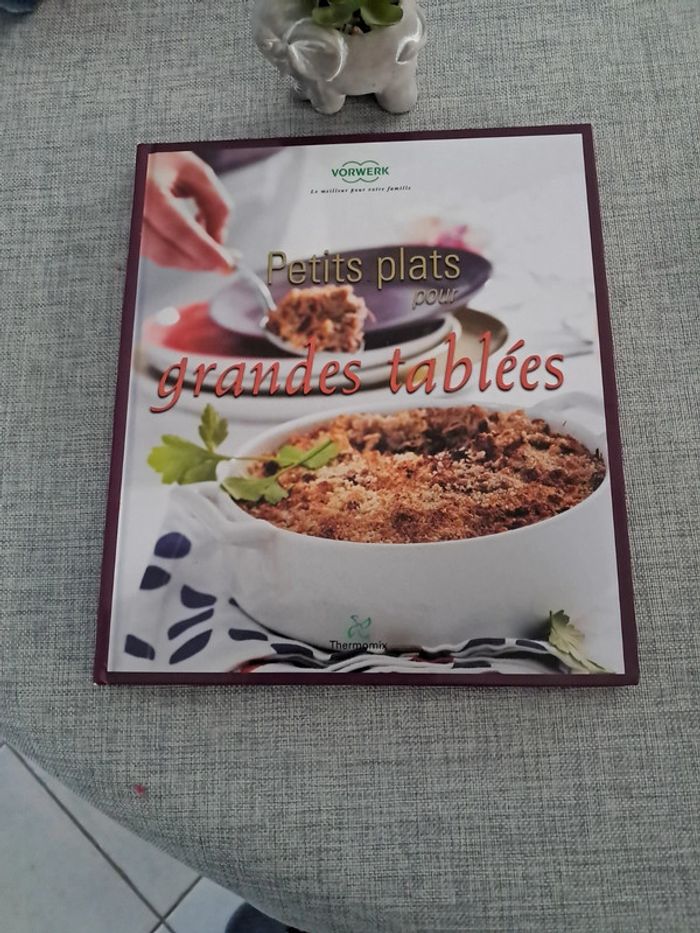 VORWERK
Le meilleur pour votre famille
Petits plats
pour
grandes tablées
Thermomix